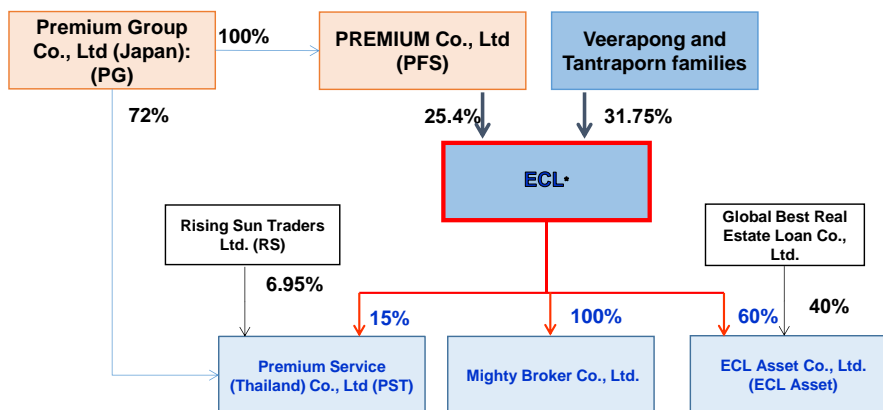 Premium Group
Co., Ltd (Japan):
(PG)
100%
PREMIUM Co., Ltd
(PFS)
Veerapong and
Tantraporn families
72%
25.4%
31.75%
ECL*
Rising Sun Traders
Ltd. (RS)
Global Best Real
Estate Loan Co.,
Ltd.
6.95%
15%
100%
60%
40%
Premium Service
(Thailand) Co., Ltd (PST)
Mighty Broker Co., Ltd.
ECL Asset Co., Ltd.
(ECL Asset)